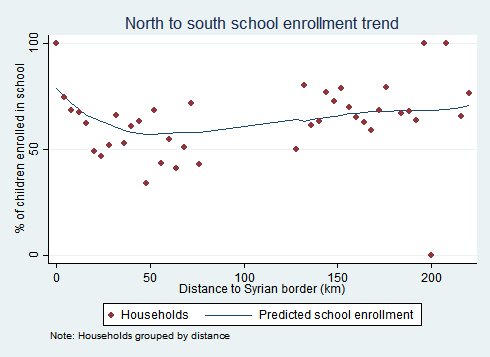 North to south school enrollment trend
% of children enrolled in school
100
50
0
0 50 100 150 200
Distance to Syrian border (km)
Households Predicted school enrollment
Note: Households grouped by distance